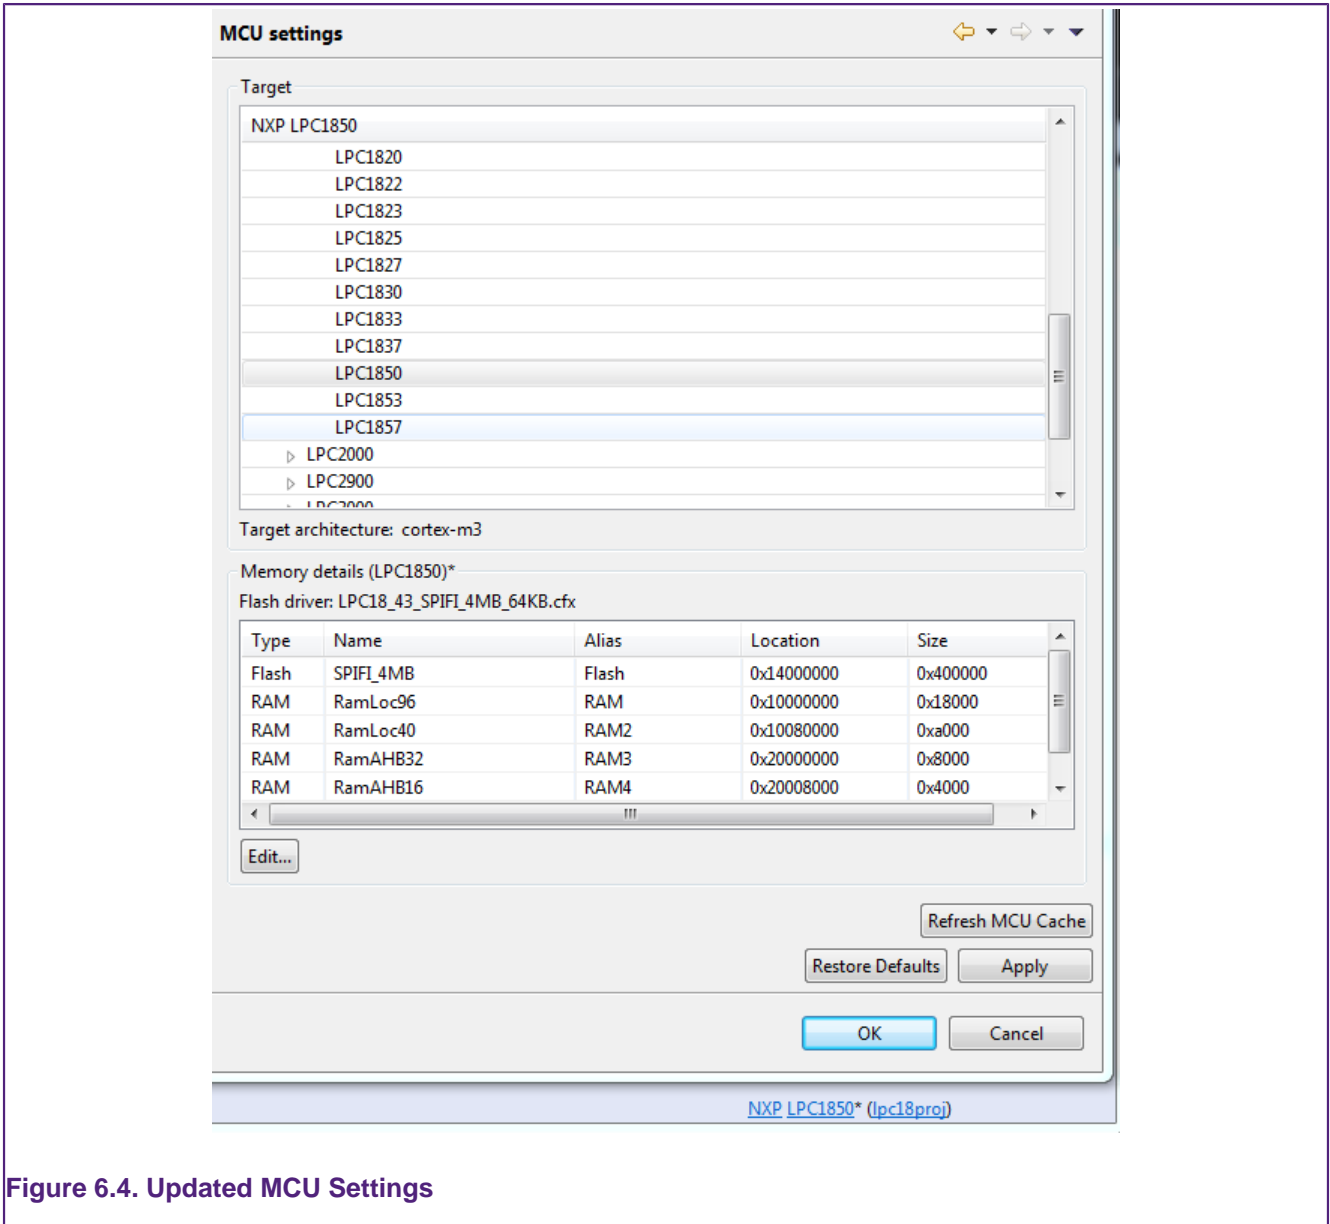 MCU settings
Target
NXP LPC1850
LPC1820
LPC1822
LPC1823
LPC1825
LPC1827
LPC1830
LPC1833
LPC1837
LPC1850
LPC1853
LPC1857
LPC2000
LPC2900
Target architecture: cortex-m3
Memory details (LPC1850)*
Flash driver: LPC18_43_SPIFI_4MB_64KB.cfx
Type Name Alias Location Size
Flash SPIFI_4MB Flash 0x14000000 0x400000
RAM RamLoc96 RAM 0x10000000 0x18000
RAM RamLoc40 RAM2 0x10080000 0xa000
RAM RamAHB32 RAM3 0x20000000 0x8000
RAM RamAHB16 RAM4 0x20008000 0x4000
Edit...
Refresh MCU Cache
Restore Defaults Apply
OK Cancel
NXP LPC1850* (lpc18proj)
Figure 6.4. Updated MCU Settings